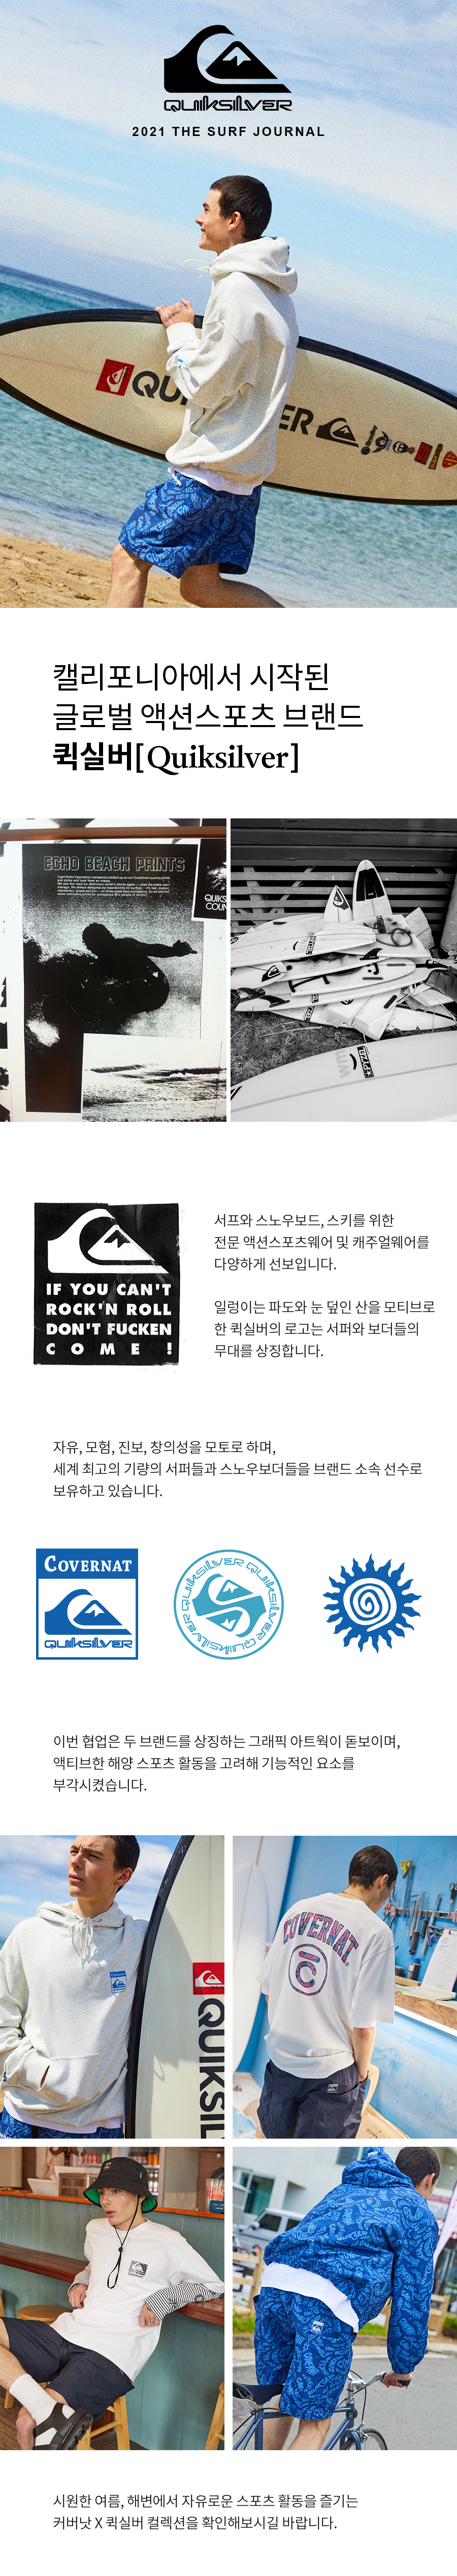 QUIKSILVER
2021 THE SURF JOURNAL
QU
ER
캘리포니아에서 시작된
글로벌 액션스포츠 브랜드
퀵실버[Quiksilver]
ECHO BEACH PRINTS
QUIKS
COUN
서프와 스노우보드, 스키를 위한
전문 액션스포츠웨어 및 캐주얼웨어를
다양하게 선보입니다.
IF YOU CAN'T
ROCK'N ROLL
DON'T FUCKEN
COME!
일렁이는 파도와 눈 덮인 산을 모티브로
한 퀵실버의 로고는 서퍼와 보더들의
무대를 상징합니다.
자유, 모험, 진보, 창의성을 모토로 하며,
세계 최고의 기량의 서퍼들과 스노우보더들을 브랜드 소속 선수로
보유하고 있습니다.
COVERNAT
QUIKSILVER
QUIKSILVER QUIKSILVER QUIKSILVER QUIKSILVER
이번 협업은 두 브랜드를 상징하는 그래픽 아트웍이 돋보이며,
액티브한 해양 스포츠 활동을 고려해 기능적인 요소를
부각시켰습니다.
QUIKSIL
COVERNAT
시원한 여름, 해변에서 자유로운 스포츠 활동을 즐기는
커버낫 X 퀵실버 컬렉션을 확인해보시길 바랍니다.